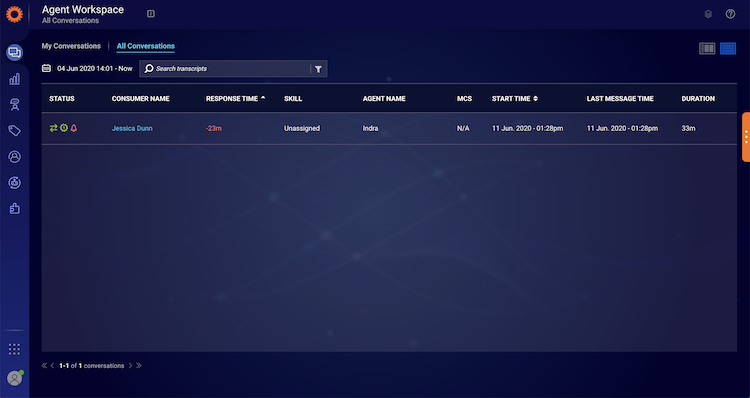 Agent Workspace
All Conversations
My Conversations All Conversations
04 Jun 2020 14:01 - Now Search transcripts
STATUS CONSUMER NAME RESPONSE TIME SKILL AGENT NAME MCS START TIME LAST MESSAGE TIME DURATION
Jessica Dunn -23m Unassigned Indra N/A 11 Jun. 2020 - 01:28pm 11 Jun. 2020 - 01:28pm 33m
1-1 of 1 conversations